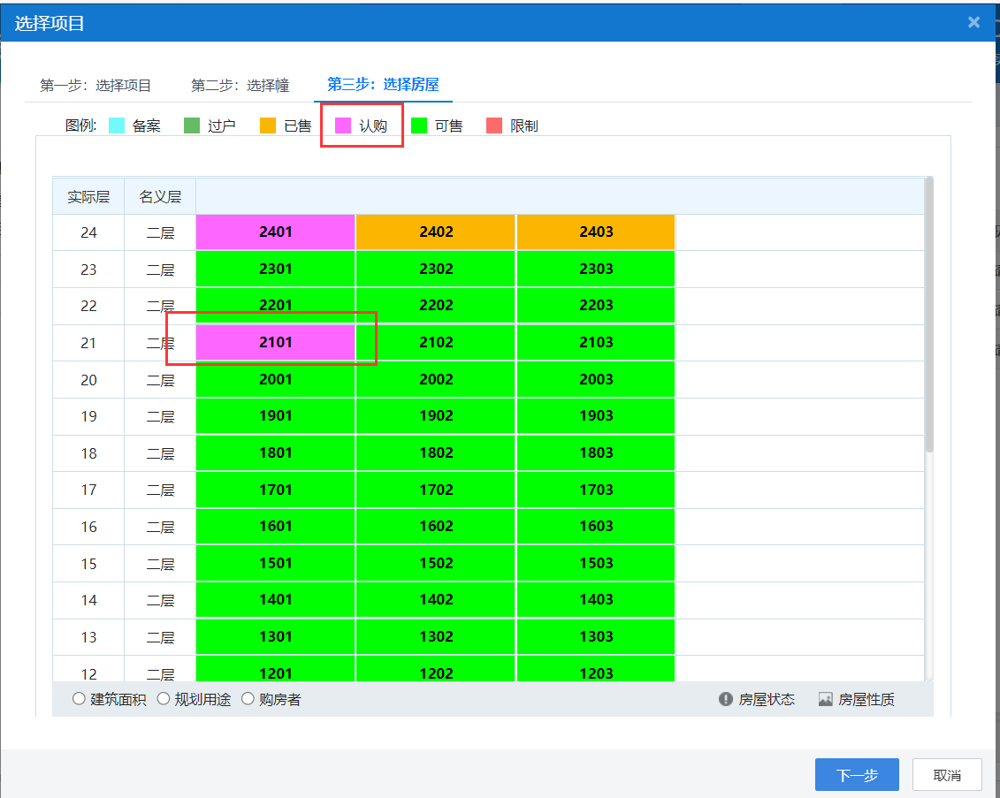 选择项目
第一步：选择项目 第二步：选择幢 第三步：选择房屋
图例: 备案 过户 已售 认购 可售 限制
实际层 名义层
24 二层 2401 2402 2403
23 二层 2301 2302 2303
22 二层 2201 2202 2203
21 二层 2101 2102 2103
20 二层 2001 2002 2003
19 二层 1901 1902 1903
18 二层 1801 1802 1803
17 二层 1701 1702 1703
16 二层 1601 1602 1603
15 二层 1501 1502 1503
14 二层 1401 1402 1403
13 二层 1301 1302 1303
12 二层 1201 1202 1203
建筑面积 规划用途 购房者 房屋状态 房屋性质
下一步 取消